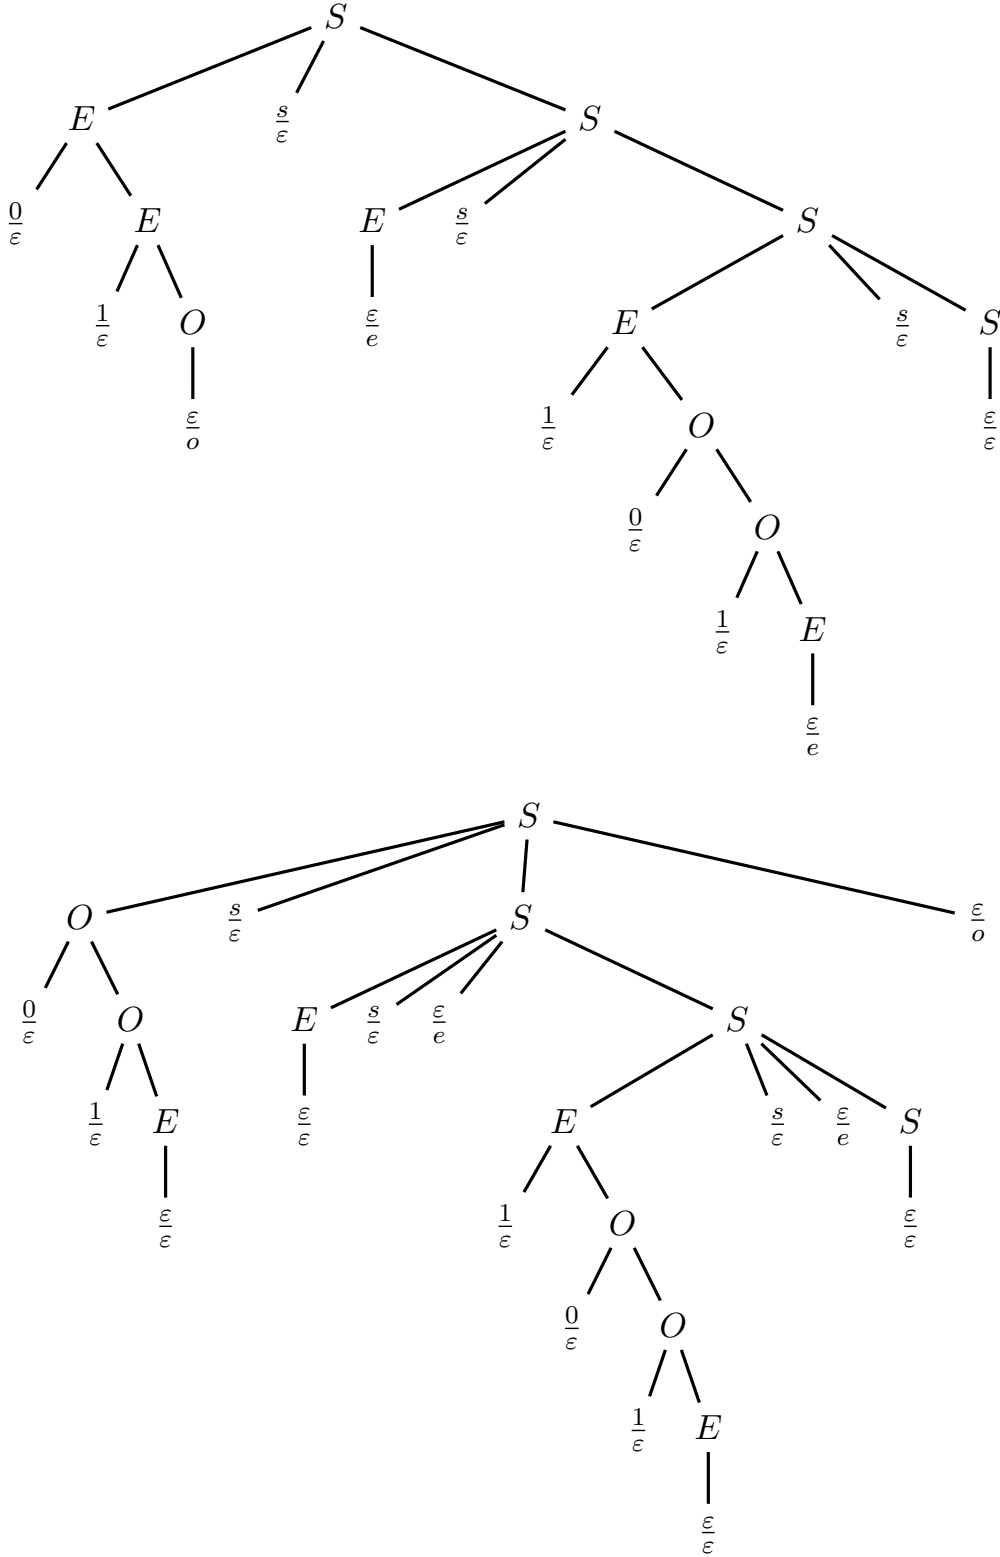 S
E s/ε S
0/ε E E s/ε S
1/ε O ε/e E s/ε S
ε/o 1/ε O ε/ε
0/ε O
1/ε E
ε/e
S
O s/ε S ε/o
0/ε O E s/ε ε/e S
1/ε E ε/ε E s/ε ε/e S
ε/ε 1/ε O ε/ε
0/ε O
1/ε E
ε/ε